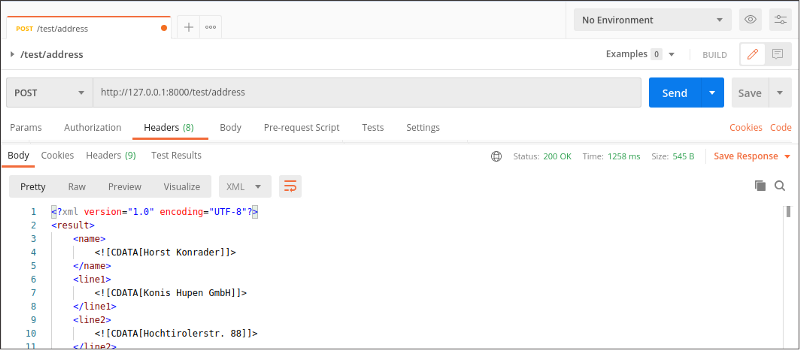 POST /test/address
No Environment
/test/address
Examples 0
BUILD
POST http://127.0.0.1:8000/test/address
Send
Save
Params Authorization Headers (8) Body Pre-request Script Tests Settings
Cookies Code
Body Cookies Headers (9) Test Results
Status: 200 OK Time: 1258 ms Size: 545 B Save Response
Pretty Raw Preview Visualize XML
1 <?xml version="1.0" encoding="UTF-8"?>
2 <result>
3 <name>
4 <![CDATA[Horst Konrader]]>
5 </name>
6 <line1>
7 <![CDATA[Konis Hupen GmbH]]>
8 </line1>
9 <line2>
10 <![CDATA[Hochtirolerstr. 88]]>
11 </line2>